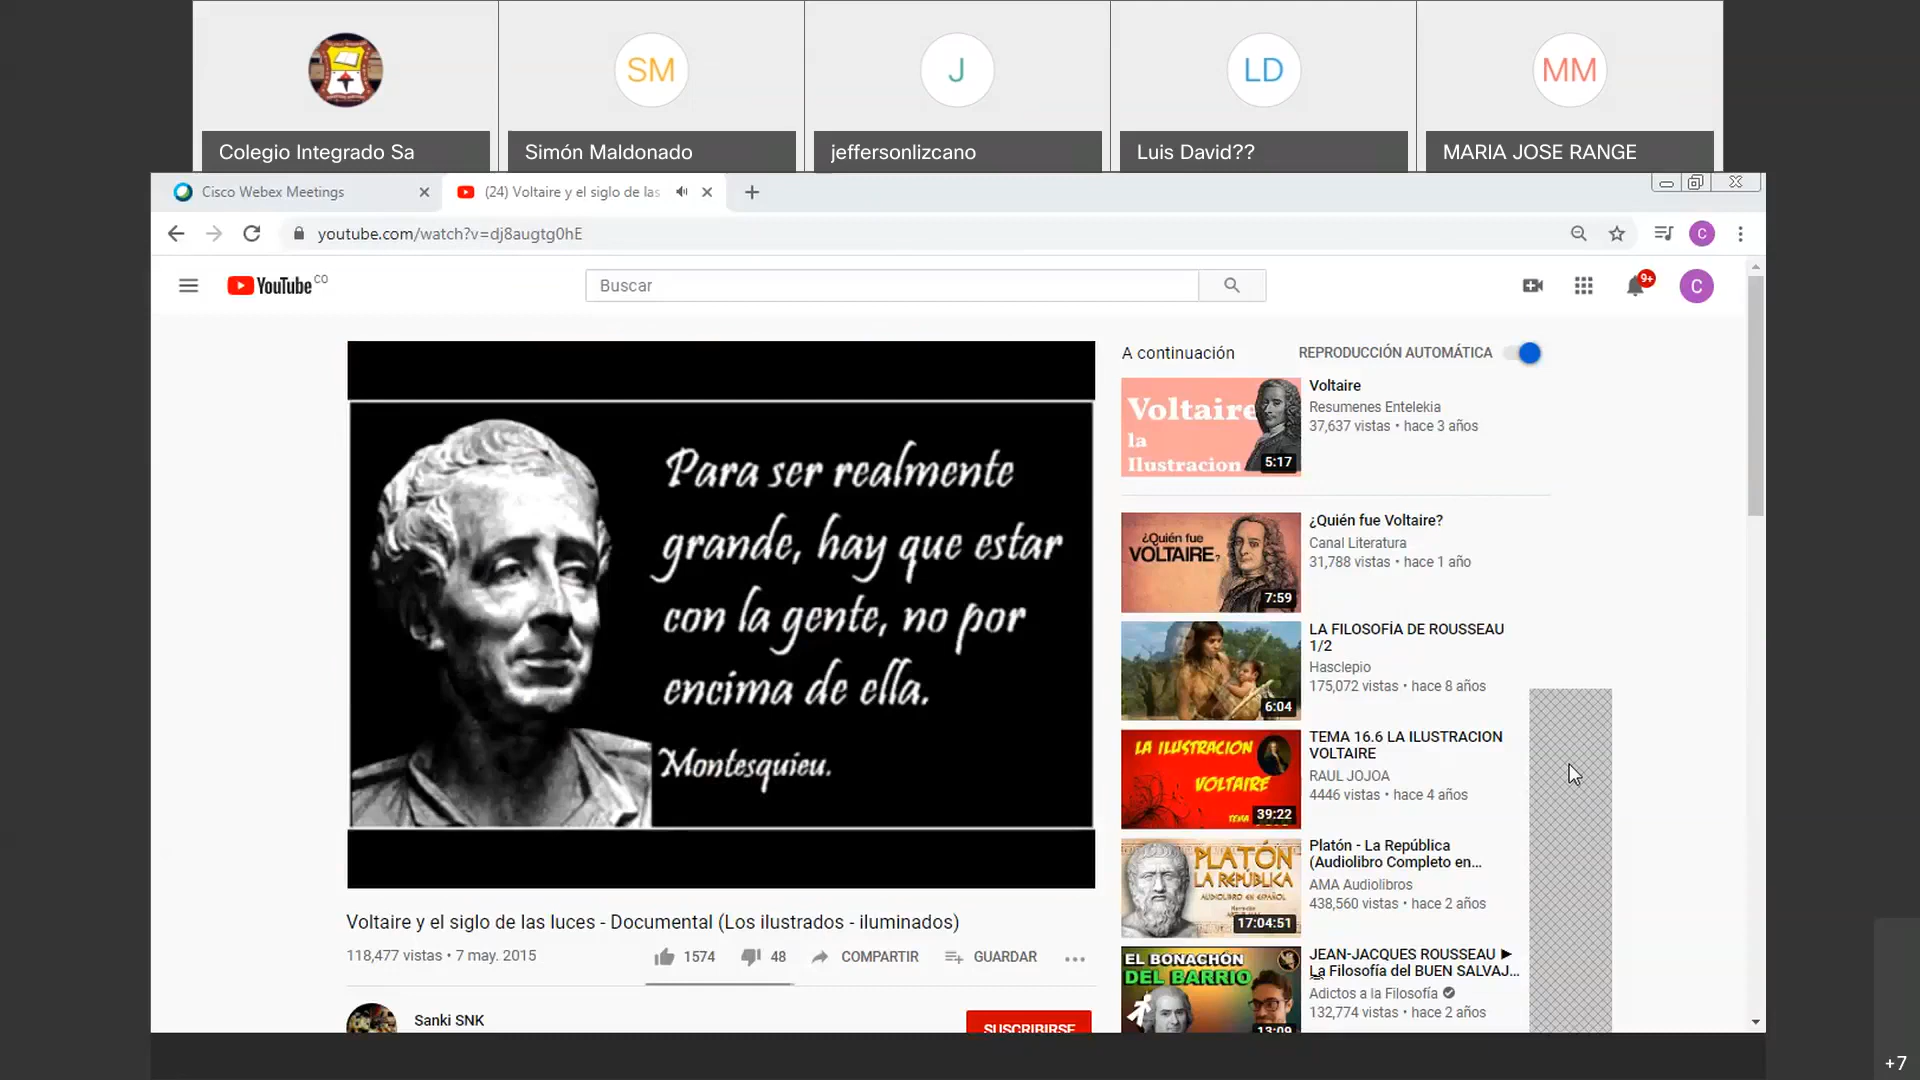 SM
J
LD
MM
Colegio Integrado Sa
Simón Maldonado
jeffersonlizcano
Luis David??
MARIA JOSE RANGE
Cisco Webex Meetings
(24) Voltaire y el siglo de las
youtube.com/watch?v=dj8augtg0hE
C
YouTube CO
Buscar
9+
C
Para ser realmente
grande, hay que estar
con la gente, no por
encima de ella.
Montesquieu.
Voltaire y el siglo de las luces - Documental (Los ilustrados - iluminados)
118,477 vistas • 7 may. 2015
1574
48
COMPARTIR
GUARDAR
Sanki SNK
SUSCRIBIRSE
A continuación
REPRODUCCIÓN AUTOMÁTICA
Voltaire
la
Ilustracion
5:17
Voltaire
Resumenes Entelekia
37,637 vistas • hace 3 años
¿Quién fue
VOLTAIRE?
7:59
¿Quién fue Voltaire?
Canal Literatura
31,788 vistas • hace 1 año
6:04
LA FILOSOFÍA DE ROUSSEAU
1/2
Hasclepio
175,072 vistas • hace 8 años
LA ILUSTRACION
VOLTAIRE
TEMA
39:22
TEMA 16.6 LA ILUSTRACION
VOLTAIRE
RAUL JOJOA
4446 vistas • hace 4 años
PLATÓN
LA REPÚBLICA
AUDIOLIBRO EN ESPAÑOL
17:04:51
Platón - La República
(Audiolibro Completo en...
AMA Audiolibros
438,560 vistas • hace 2 años
EL BONACHÓN
DEL BARRIO
13:09
JEAN-JACQUES ROUSSEAU ►
La Filosofía del BUEN SALVAJ...
Adictos a la Filosofía
132,774 vistas • hace 2 años
+7